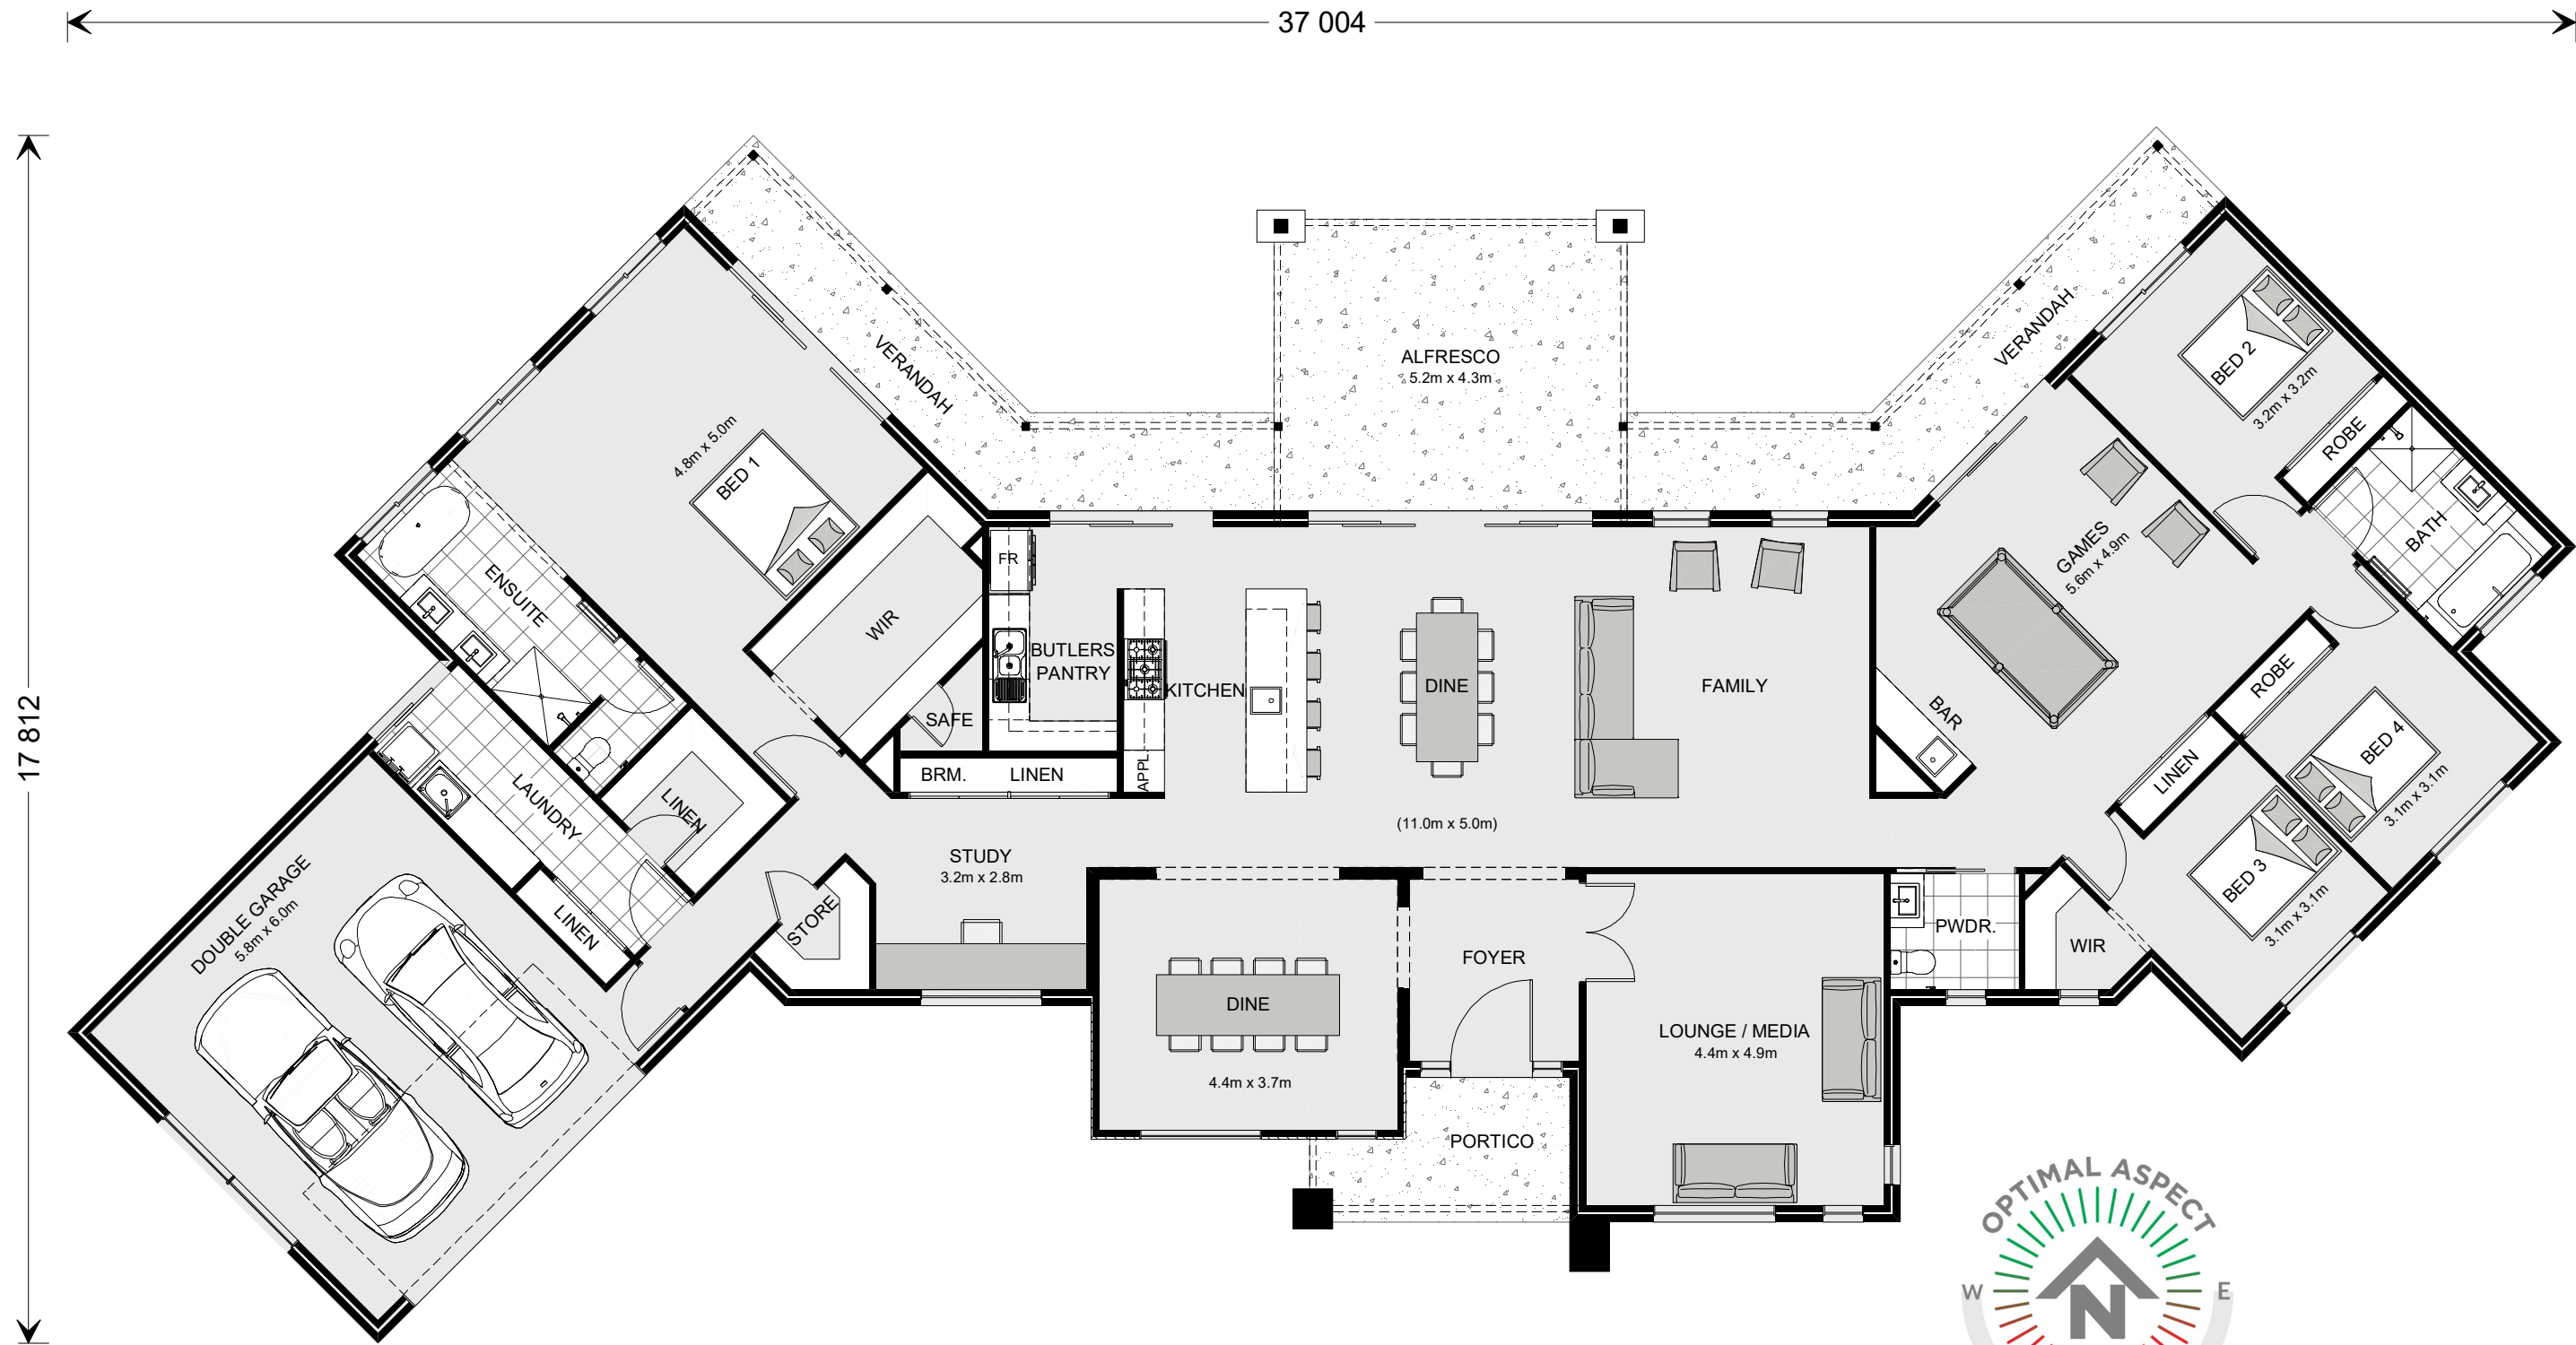 37 004
17 812
VERANDAH
ALFRESCO
5.2m x 4.3m
VERANDAH
BED 2
3.2m x 3.2m
ROBE
BATH
4.8m x 5.0m
BED 1
ENSUITE
WIR
FR
BUTLERS
PANTRY
KITCHEN
SAFE
BRM.
LINEN
APPL
DINE
FAMILY
(11.0m x 5.0m)
GAMES
5.6m x 4.9m
BAR
ROBE
LINEN
BED 4
3.1m x 3.1m
BED 3
3.1m x 3.1m
LAUNDRY
LINEN
LINEN
DOUBLE GARAGE
5.8m x 6.0m
STORE
STUDY
3.2m x 2.8m
DINE
4.4m x 3.7m
FOYER
PORTICO
LOUNGE / MEDIA
4.4m x 4.9m
PWDR.
WIR
OPTIMAL ASPECT
W
E
N